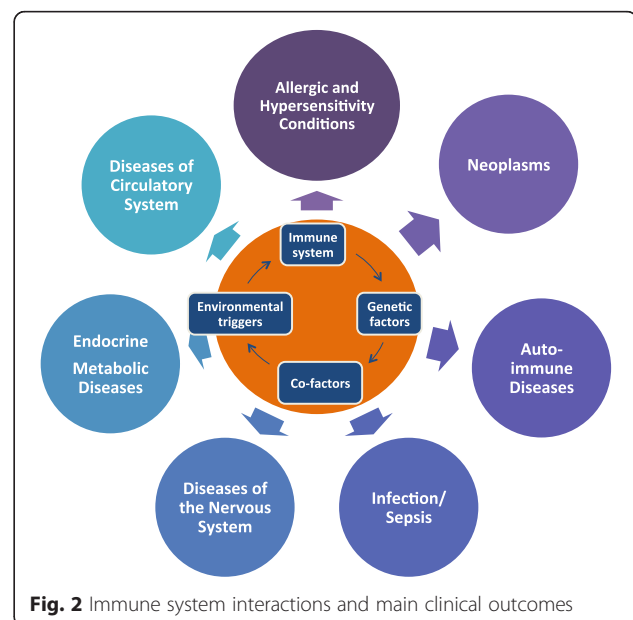 Allergic and
Hypersensitivity
Conditions
Neoplasms
Diseases of
Circulatory
System
Immune
system
Environmental
triggers
Genetic
factors
Co-factors
Endocrine
Metabolic
Diseases
Auto-
immune
Diseases
Diseases of
the Nervous
System
Infection/
Sepsis
Fig. 2 Immune system interactions and main clinical outcomes